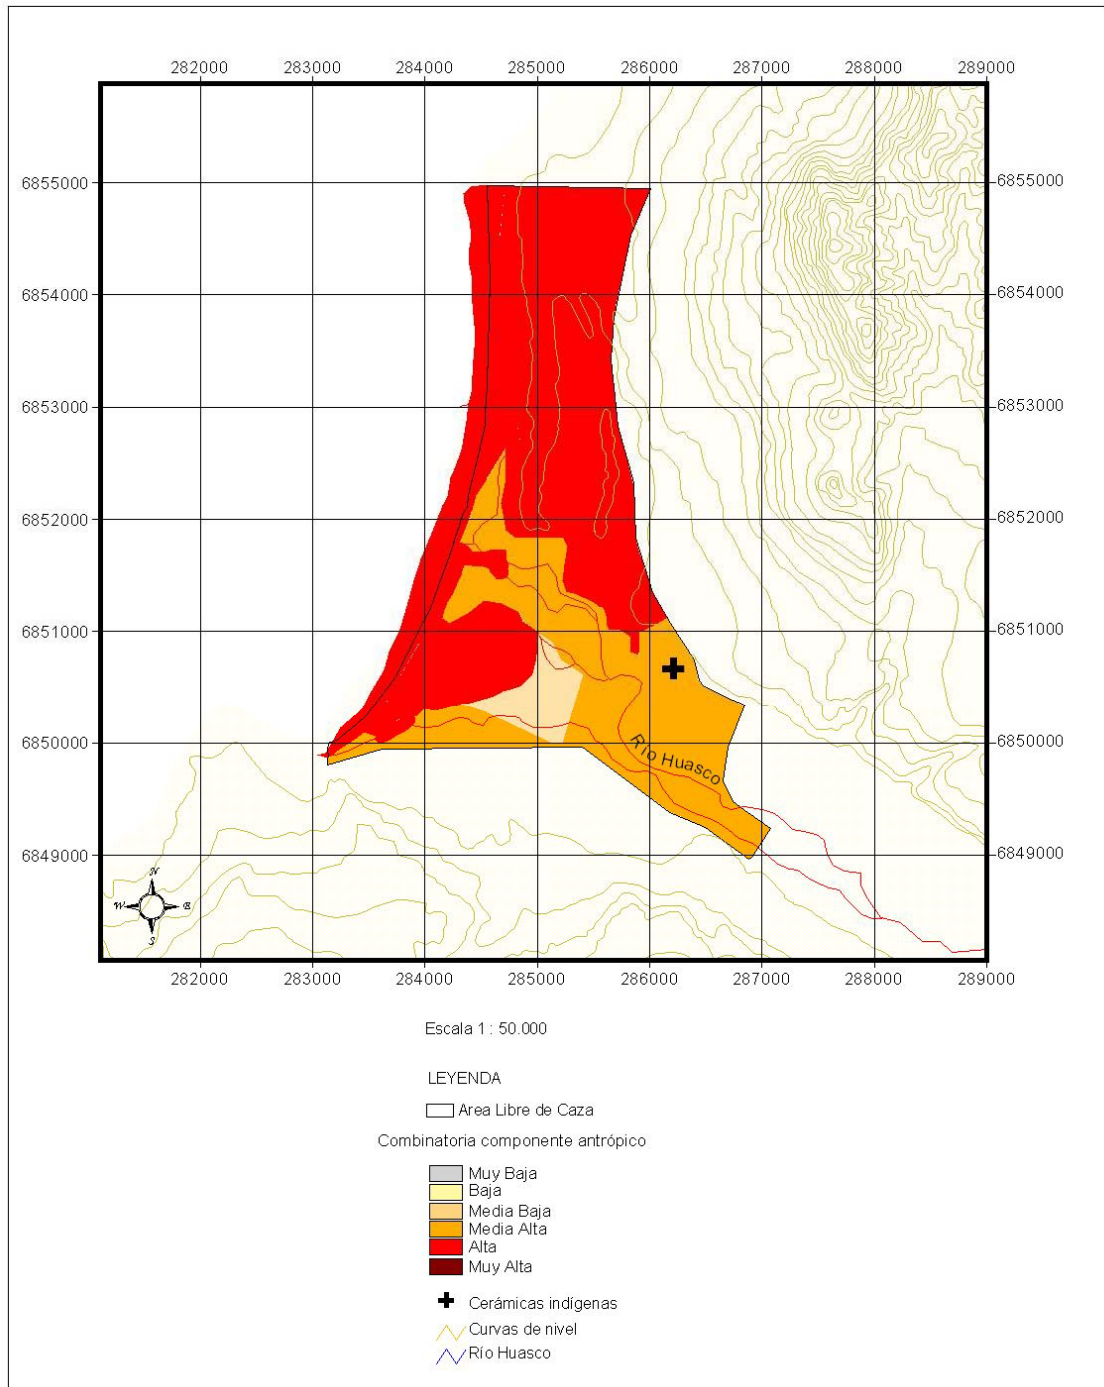 282000 283000 284000 285000 286000 287000 288000 289000
6855000 6855000
6854000 6854000
6853000 6853000
6852000 6852000
6851000 6851000
6850000 6850000
Río Huasco
6849000 6849000
N
W E
S
282000 283000 284000 285000 286000 287000 288000 289000
Escala 1 : 50.000
LEYENDA
Area Libre de Caza
Combinatoria componente antrópico
Muy Baja
Baja
Media Baja
Media Alta
Alta
Muy Alta
Cerámicas indígenas
Curvas de nivel
Río Huasco